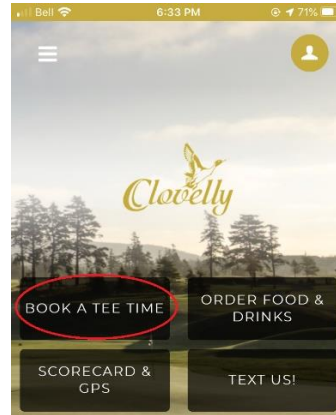 Bell 6:33 PM 71%
Clovelly
BOOK A TEE TIME
ORDER FOOD &
DRINKS
SCORECARD &
GPS
TEXT US!